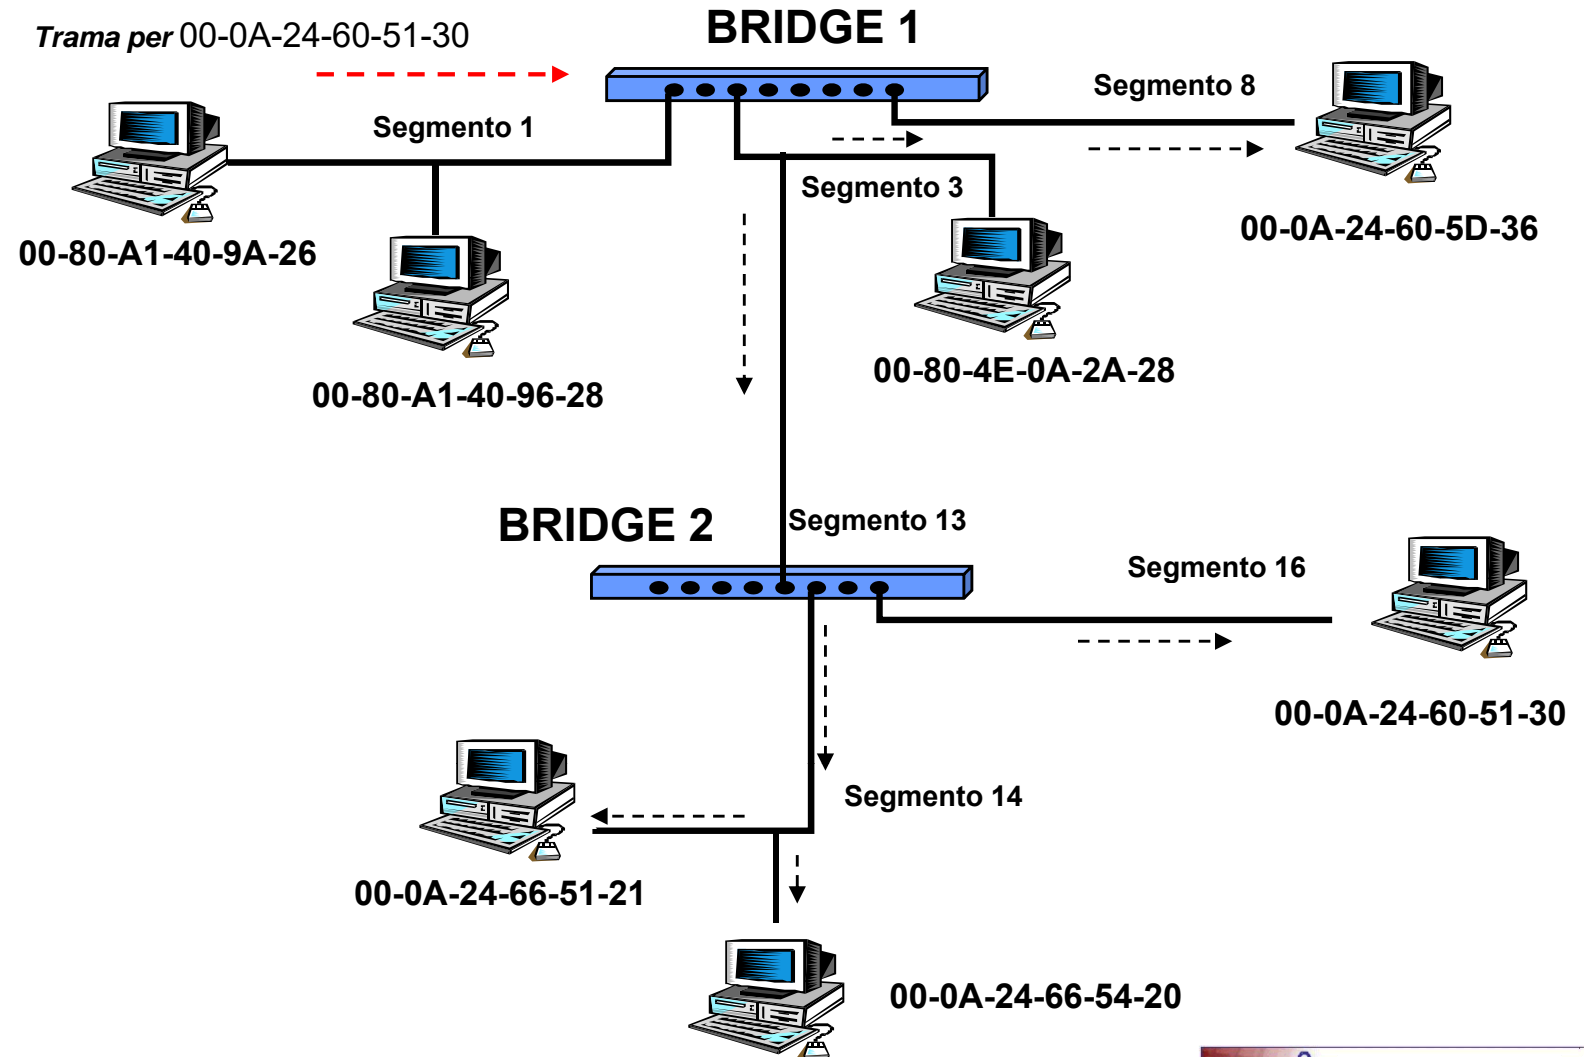 BRIDGE 1
Trama per 00-0A-24-60-51-30
Segmento 8
Segmento 1
Segmento 3
00-0A-24-60-5D-36
00-80-A1-40-9A-26
00-80-4E-0A-2A-28
00-80-A1-40-96-28
BRIDGE 2
Segmento 13
Segmento 16
00-0A-24-60-51-30
Segmento 14
00-0A-24-66-51-21
00-0A-24-66-54-20